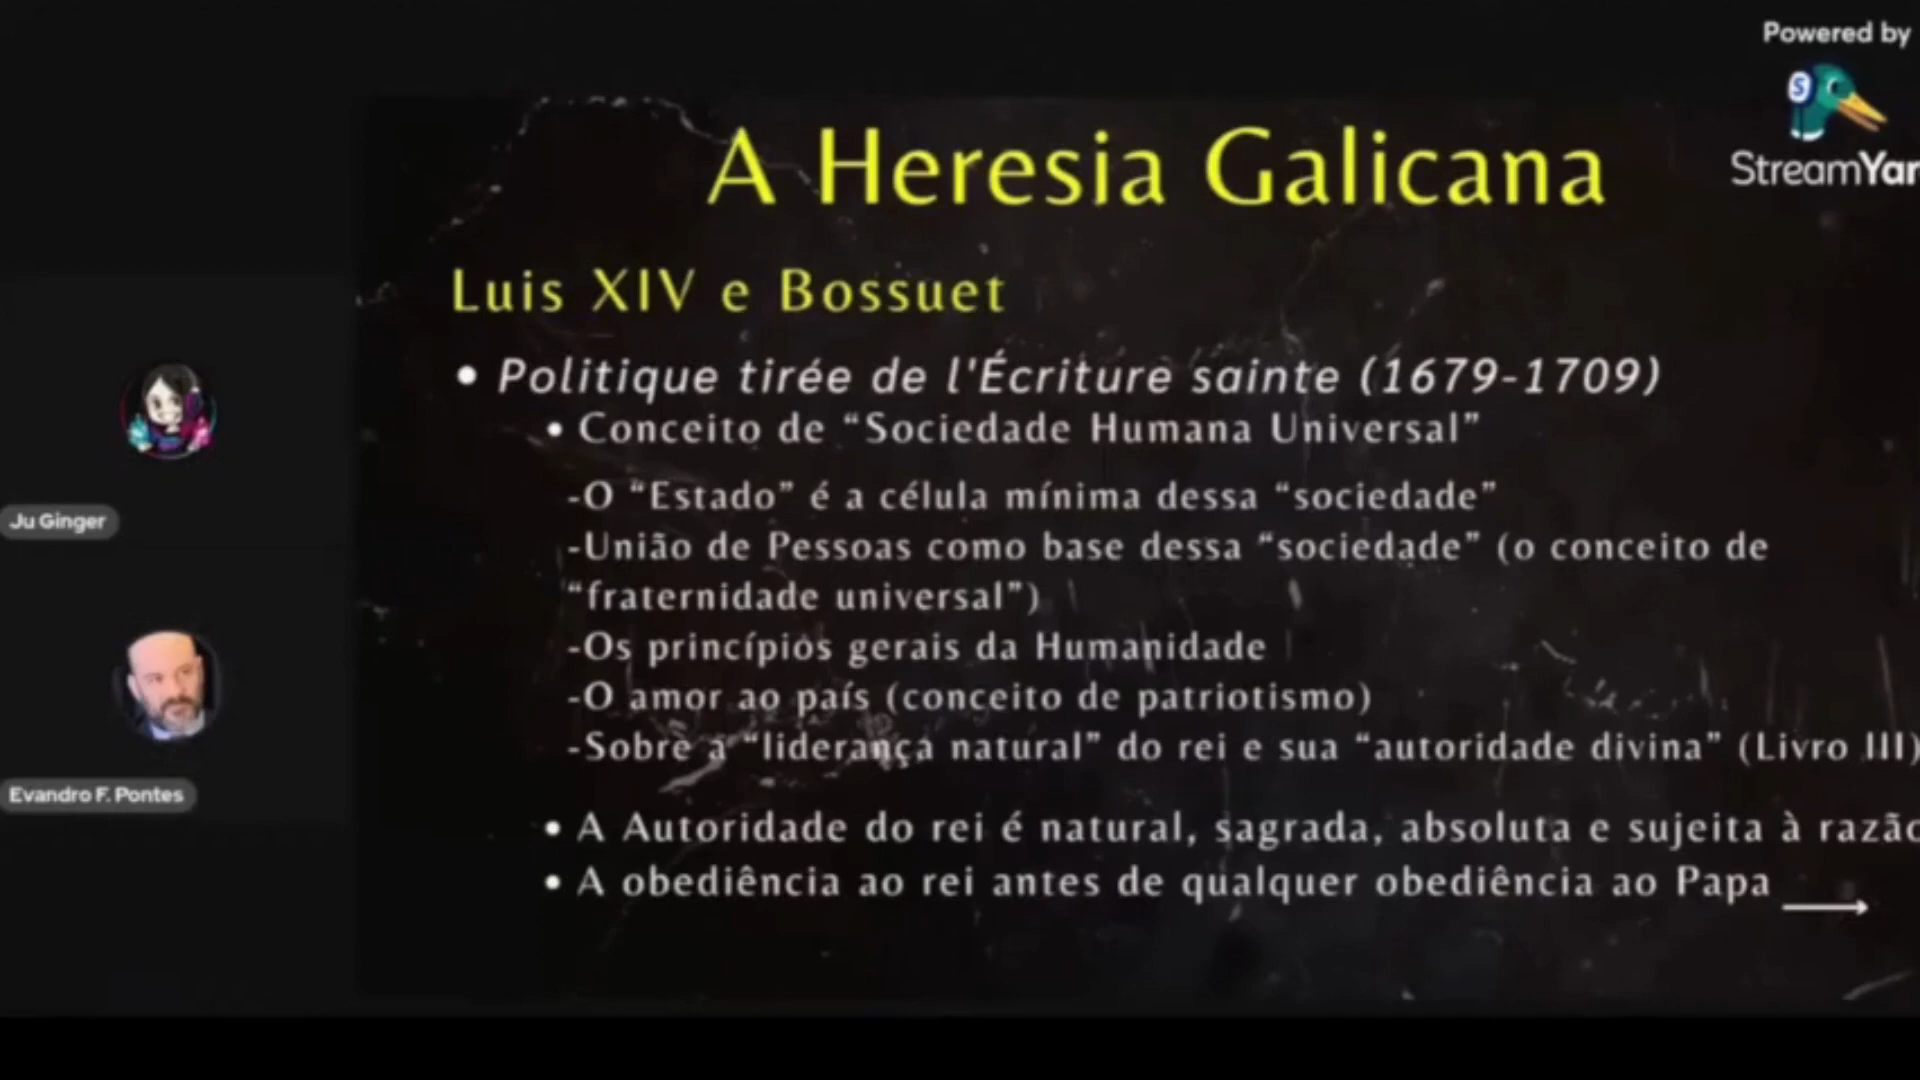 Powered by
StreamYar
A Heresia Galicana
Luis XIV e Bossuet
• Politique tirée de l'Écriture sainte (1679-1709)
• Conceito de “Sociedade Humana Universal”
-O “Estado” é a célula mínima dessa “sociedade”
-União de Pessoas como base dessa “sociedade” (o conceito de
“fraternidade universal”)
-Os princípios gerais da Humanidade
-O amor ao país (conceito de patriotismo)
-Sobre a “liderança natural” do rei e sua “autoridade divina” (Livro III)
• A Autoridade do rei é natural, sagrada, absoluta e sujeita à razão
• A obediência ao rei antes de qualquer obediência ao Papa
Ju Ginger
Evandro F. Pontes